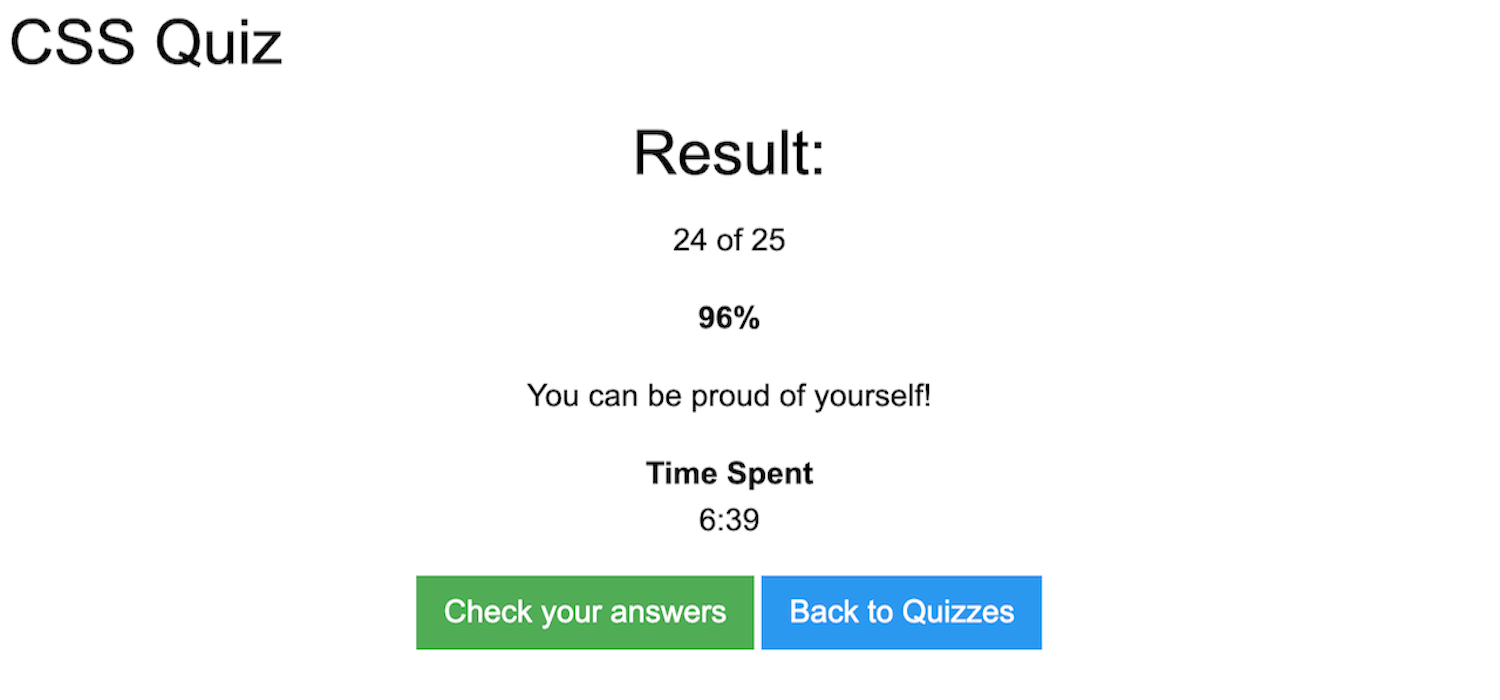 CSS Quiz
Result:
24 of 25
96%
You can be proud of yourself!
Time Spent
6:39
Check your answers
Back to Quizzes